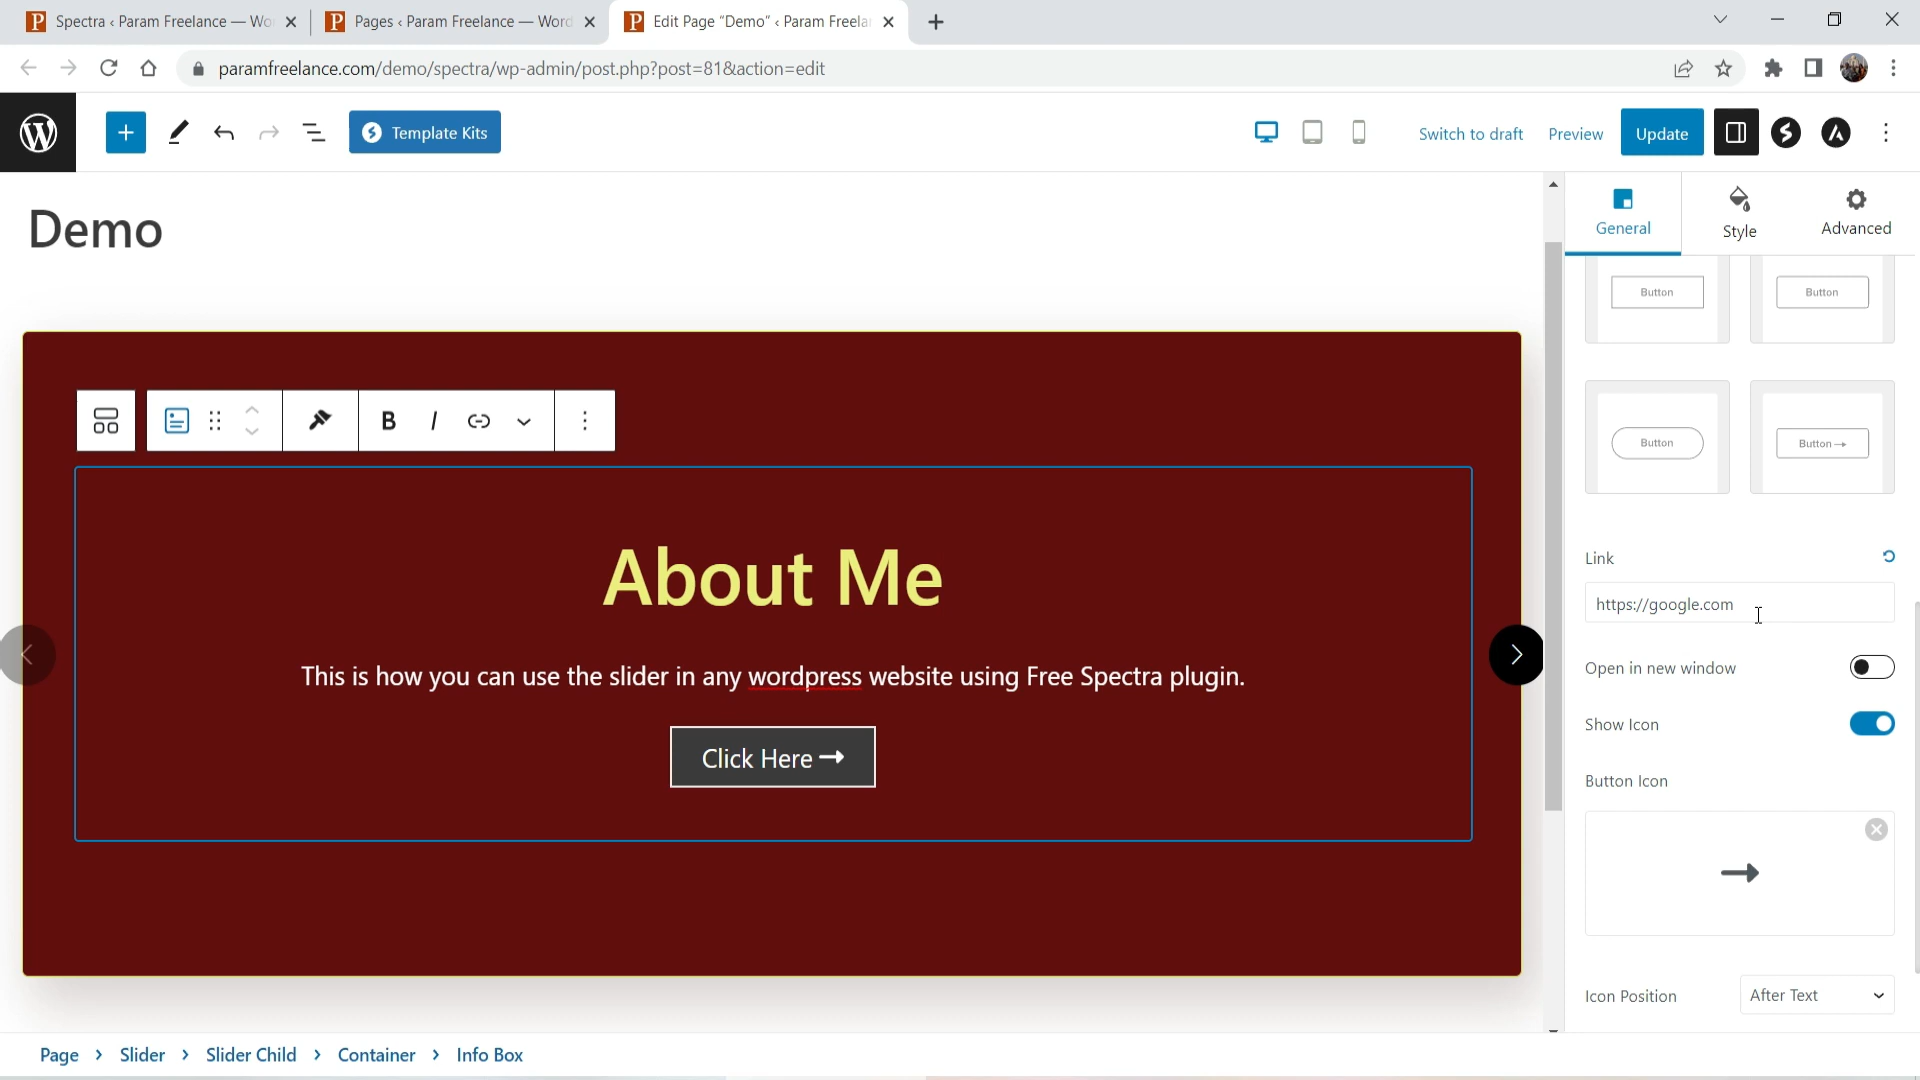 Spectra ‹ Param Freelance — Wo
Pages ‹ Param Freelance — Word
Edit Page “Demo” ‹ Param Freela
paramfreelance.com/demo/spectra/wp-admin/post.php?post=81&action=edit
Template Kits
Switch to draft
Preview
Update
General
Style
Advanced
Demo
Button
Button
Button
Button
Link
https://google.com
Open in new window
Show Icon
Button Icon
Icon Position
After Text
About Me
This is how you can use the slider in any wordpress website using Free Spectra plugin.
Click Here
Page › Slider › Slider Child › Container › Info Box